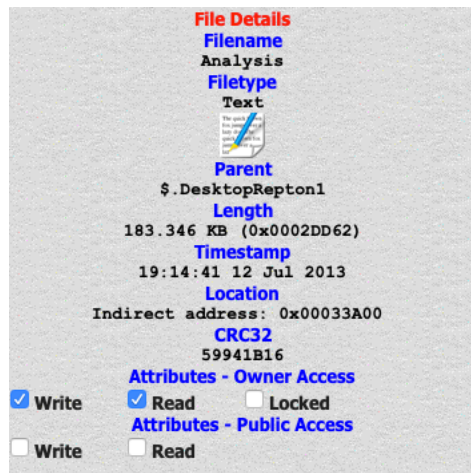 File Details
Filename
Analysis
Filetype
Text
Parent
$.DesktopRepton1
Length
183.346 KB (0x0002DD62)
Timestamp
19:14:41 12 Jul 2013
Location
Indirect address: 0x00033A00
CRC32
59941B16
Attributes - Owner Access
Write Read Locked
Attributes - Public Access
Write Read